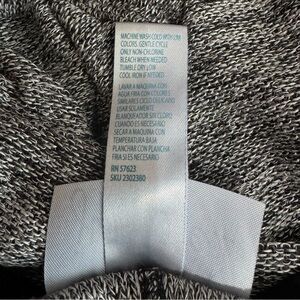 MACHINE WASH COLD WITH LIKE
COLORS. GENTLE CYCLE
ONLY NON-CHLORINE
BLEACH WHEN NEEDED
TUMBLE DRY LOW
COOL IRON IF NEEDED
LAVAR A MAQUINA CON
AGUA FRIA CON COLORES
SIMILARES CICLO DELICADO
USAR SOLAMENTE
BLANQUEADOR SIN CLORO
CUANDO ES NECESARIO
SECAR A MAQUINA CON
TEMPERATURA BAJA
PLANCHAR CON PLANCHA
FRIA SI ES NECESARIO
RN 57623
SKU 2302380